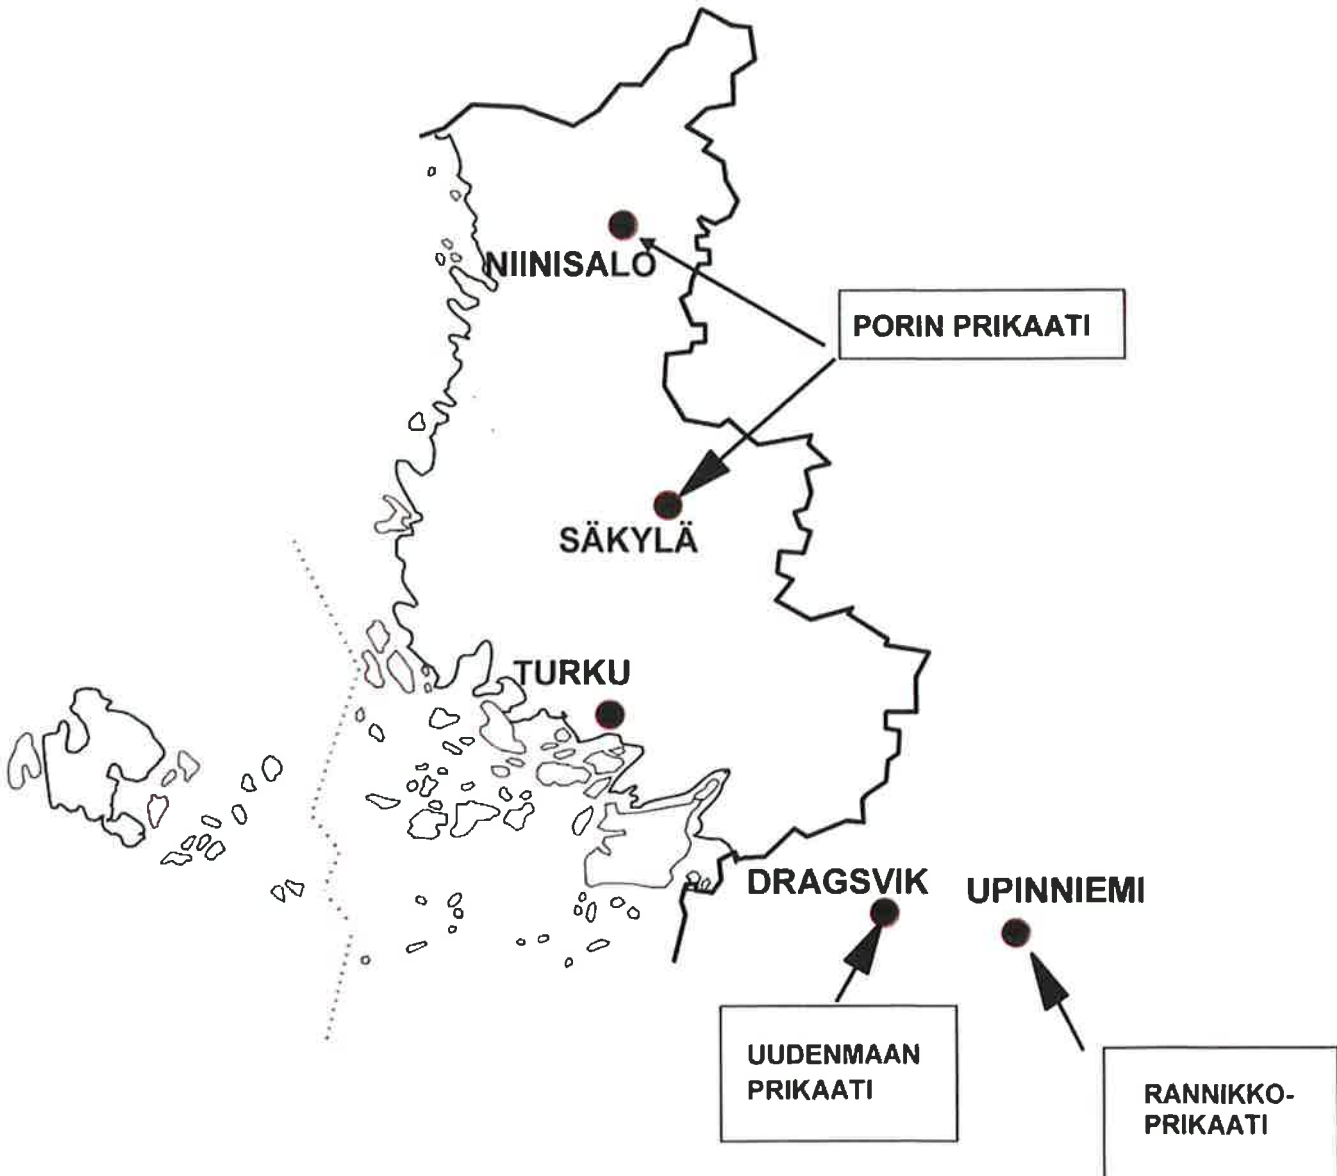 NIINISALO
PORIN PRIKAATI
SÄKYLÄ
TURKU
DRAGSVIK
UPINNIEMI
UUDENMAAN
PRIKAATI
RANNIKKO-
PRIKAATI